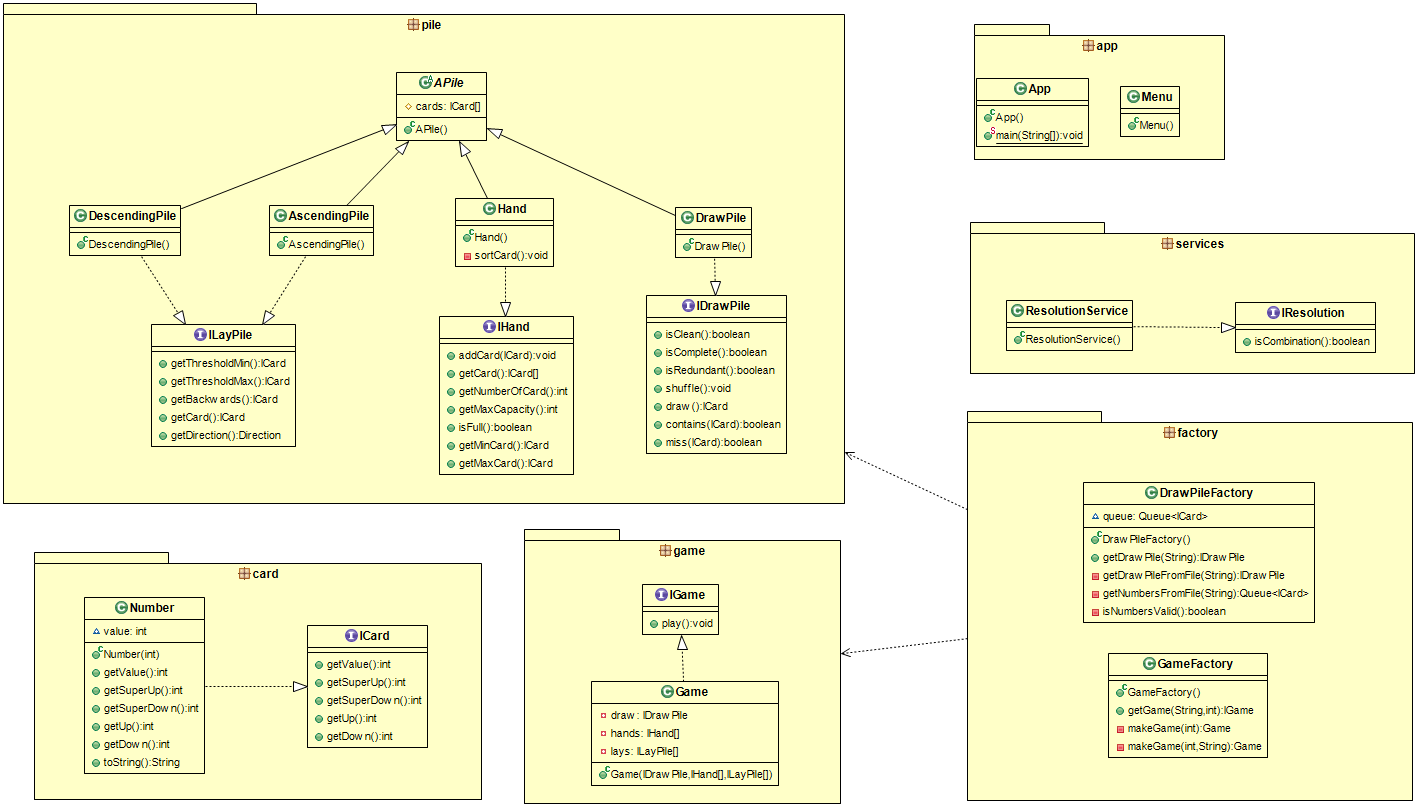 pile
APile
cards: ICard[]
APile()
DescendingPile
DescendingPile()
AscendingPile
AscendingPile()
Hand
Hand()
sortCard():void
DrawPile
DrawPile()
ILayPile
getThresholdMin():ICard
getThresholdMax():ICard
getBackwards():ICard
getCard():ICard
getDirection():Direction
IHand
addCard(ICard):void
getCard():ICard[]
getNumberOfCard():int
getMaxCapacity():int
isFull():boolean
getMinCard():ICard
getMaxCard():ICard
IDrawPile
isClean():boolean
isComplete():boolean
isRedundant():boolean
shuffle():void
draw():ICard
contains(ICard):boolean
miss(ICard):boolean
app
App
App()
main(String[]):void
Menu
Menu()
services
ResolutionService
ResolutionService()
IResolution
isCombination():boolean
factory
DrawPileFactory
queue: Queue<ICard>
DrawPileFactory()
getDrawPile(String):IDrawPile
getDrawPileFromFile(String):IDrawPile
getNumbersFromFile(String):Queue<ICard>
isNumbersValid():boolean
GameFactory
GameFactory()
getGame(String,int):IGame
makeGame(int):Game
makeGame(int,String):Game
card
Number
value: int
Number(int)
getValue():int
getSuperUp():int
getSuperDown():int
getUp():int
getDown():int
toString():String
ICard
getValue():int
getSuperUp():int
getSuperDown():int
getUp():int
getDown():int
game
IGame
play():void
Game
draw: IDrawPile
hands: IHand[]
lays: ILayPile[]
Game(IDrawPile,IHand[],ILayPile[])